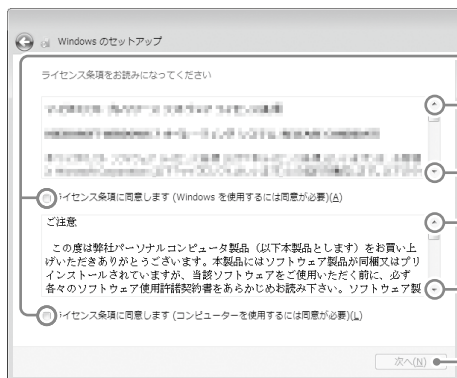 Windows のセットアップ
ライセンス条項をお読みになってください
イセンス条項に同意します (Windows を使用するには同意が必要)(A)
ご注意
この度は弊社パーソナルコンピュータ製品（以下本製品とします）をお買い上
げいただきありがとうございます。本製品にはソフトウェア製品が同梱又はプリ
インストールされていますが、当該ソフトウェアをご使用いただく前に、必ず
各々のソフトウェア使用許諾契約書をあらかじめお読み下さい。ソフトウェア製
イセンス条項に同意します (コンピューターを使用するには同意が必要)(L)
次へ(N)